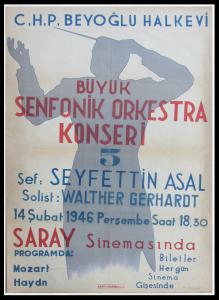 C.H.P. BEYOĞLU HALKEVİ
BÜYÜK
SENFONİK ORKESTRA
KONSERİ
5
Şef: SEYFETTİN ASAL
Solist: WALTHER GERHARDT
14 Şubat 1946 Perşembe Saat 18.30
SARAY Sinemasında
PROGRAMDA:
Mozart
Haydn
Biletler
Hergün
Sinema
Gişesinde